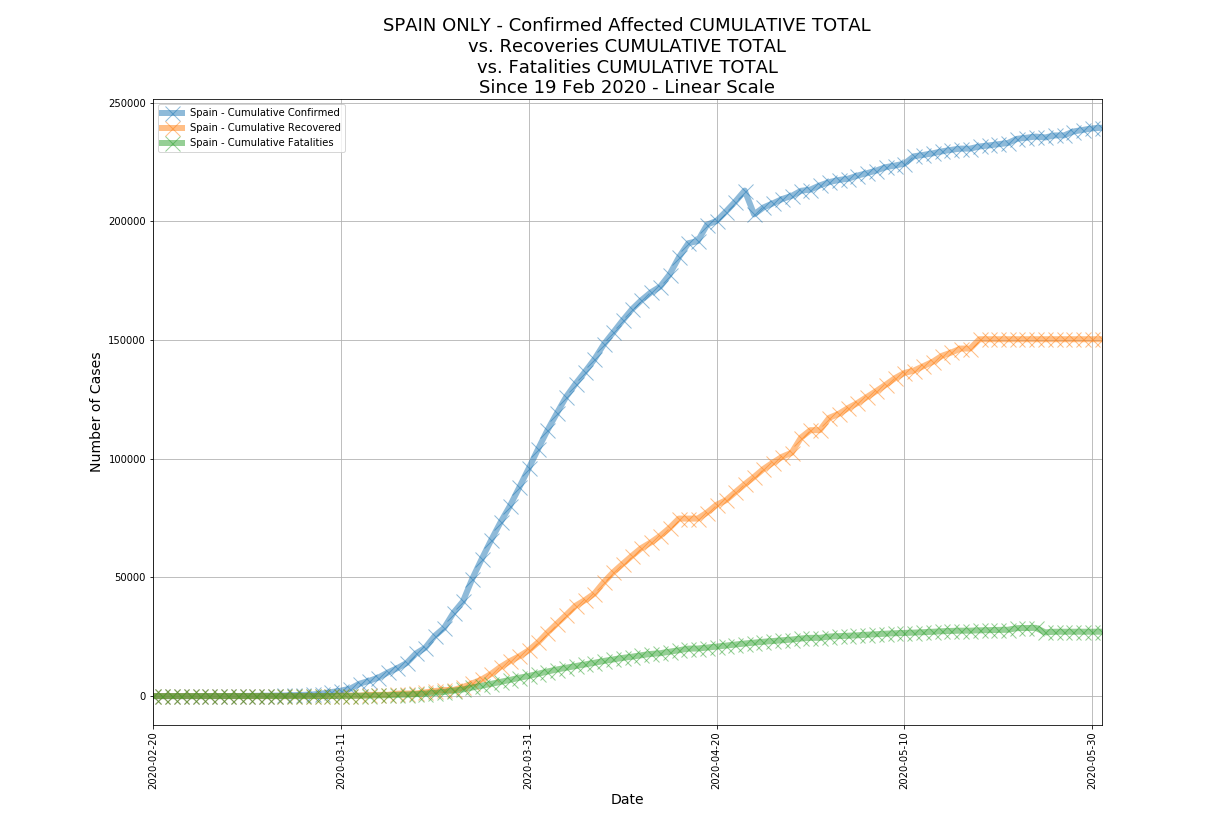 SPAIN ONLY - Confirmed Affected CUMULATIVE TOTAL
vs. Recoveries CUMULATIVE TOTAL
vs. Fatalities CUMULATIVE TOTAL
Since 19 Feb 2020 - Linear Scale
Spain - Cumulative Confirmed
Spain - Cumulative Recovered
Spain - Cumulative Fatalities
250000
200000
150000
100000
50000
0
Number of Cases
2020-02-20
2020-03-11
2020-03-31
2020-04-20
2020-05-10
2020-05-30
Date